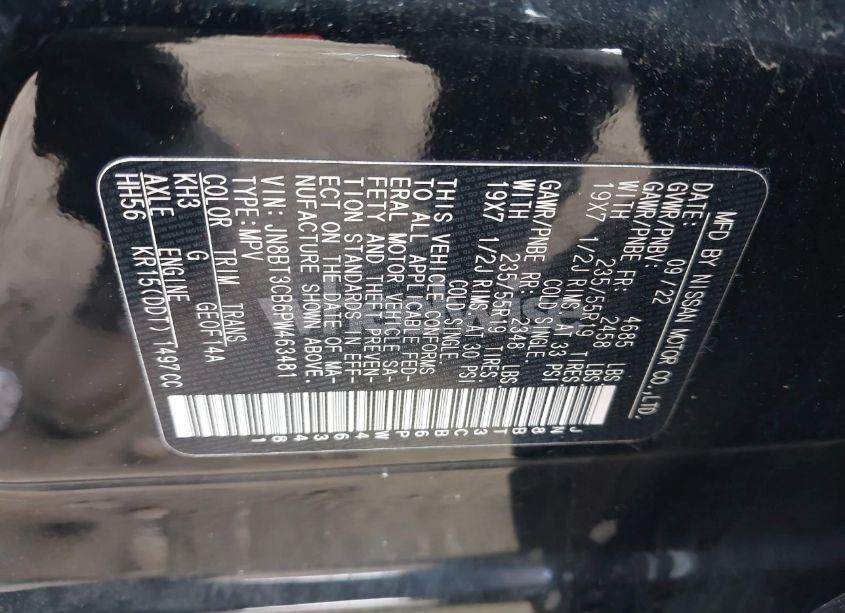 MFD BY NISSAN MOTOR CO.,LTD.
DATE: 09/22
GVWR/PNBV: 4685 LBS
GAWR/PNBE FR: 2458 LBS
WITH 235/55R19 TIRES
19X7 1/2J RIMS AT 33 PSI
COLD SINGLE
GAWR/PNBE RR: 2348 LBS
WITH 235/55R19 TIRES.
19X7 1/2J RIMS AT 30 PSI
COLD SINGLE
THIS VEHICLE CONFORMS
TO ALL APPLICABLE FED-
ERAL MOTOR VEHICLE SA-
FETY AND THEFT PREVEN-
TION STANDARDS IN EFF-
ECT ON THE DATE OF MA-
NUFACTURE SHOWN ABOVE.
VIN: JN8BT3CB6PW463481
TYPE: MPV
COLOR TRIM TRANS
KH3 G GE0F14A
AXLE ENGINE
HH56 KR15(DDT) 1497CC
JN8BT3CB6PW463481